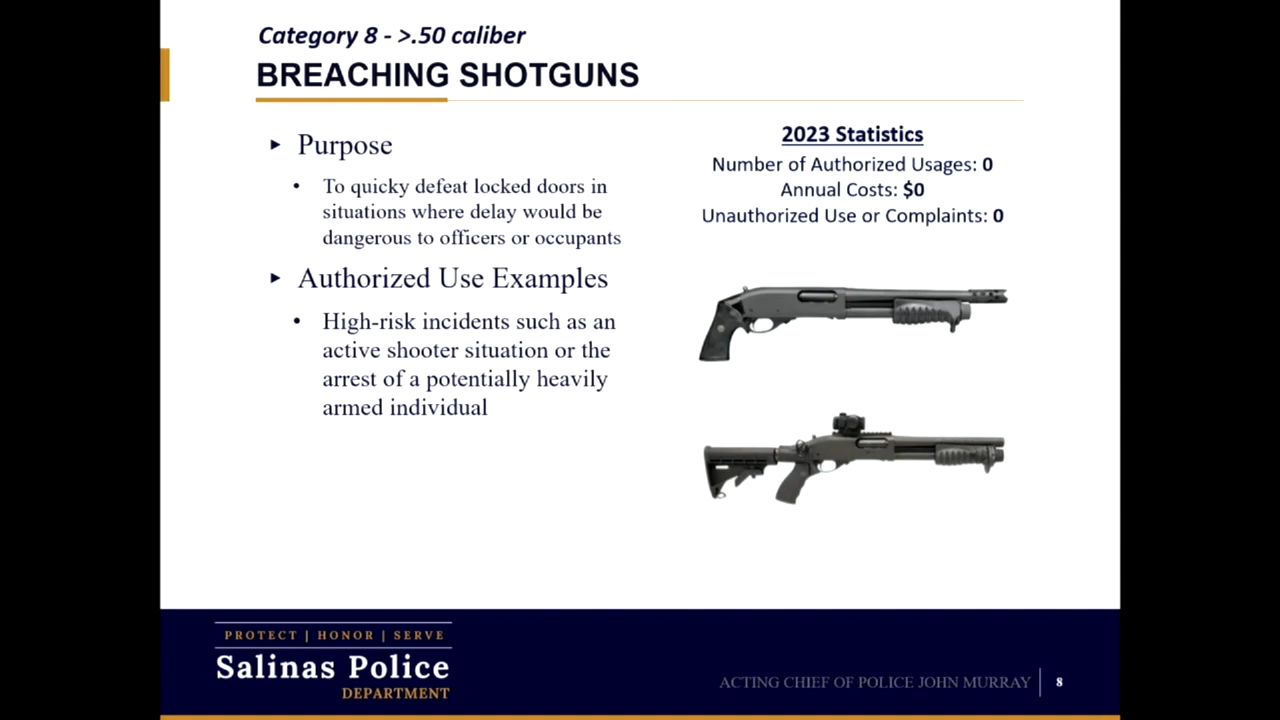 Category 8 - >.50 caliber
BREACHING SHOTGUNS
Purpose
• To quicky defeat locked doors in
situations where delay would be
dangerous to officers or occupants
Authorized Use Examples
• High-risk incidents such as an
active shooter situation or the
arrest of a potentially heavily
armed individual
2023 Statistics
Number of Authorized Usages: 0
Annual Costs: $0
Unauthorized Use or Complaints: 0
PROTECT | HONOR | SERVE
Salinas Police
DEPARTMENT
ACTING CHIEF OF POLICE JOHN MURRAY
8